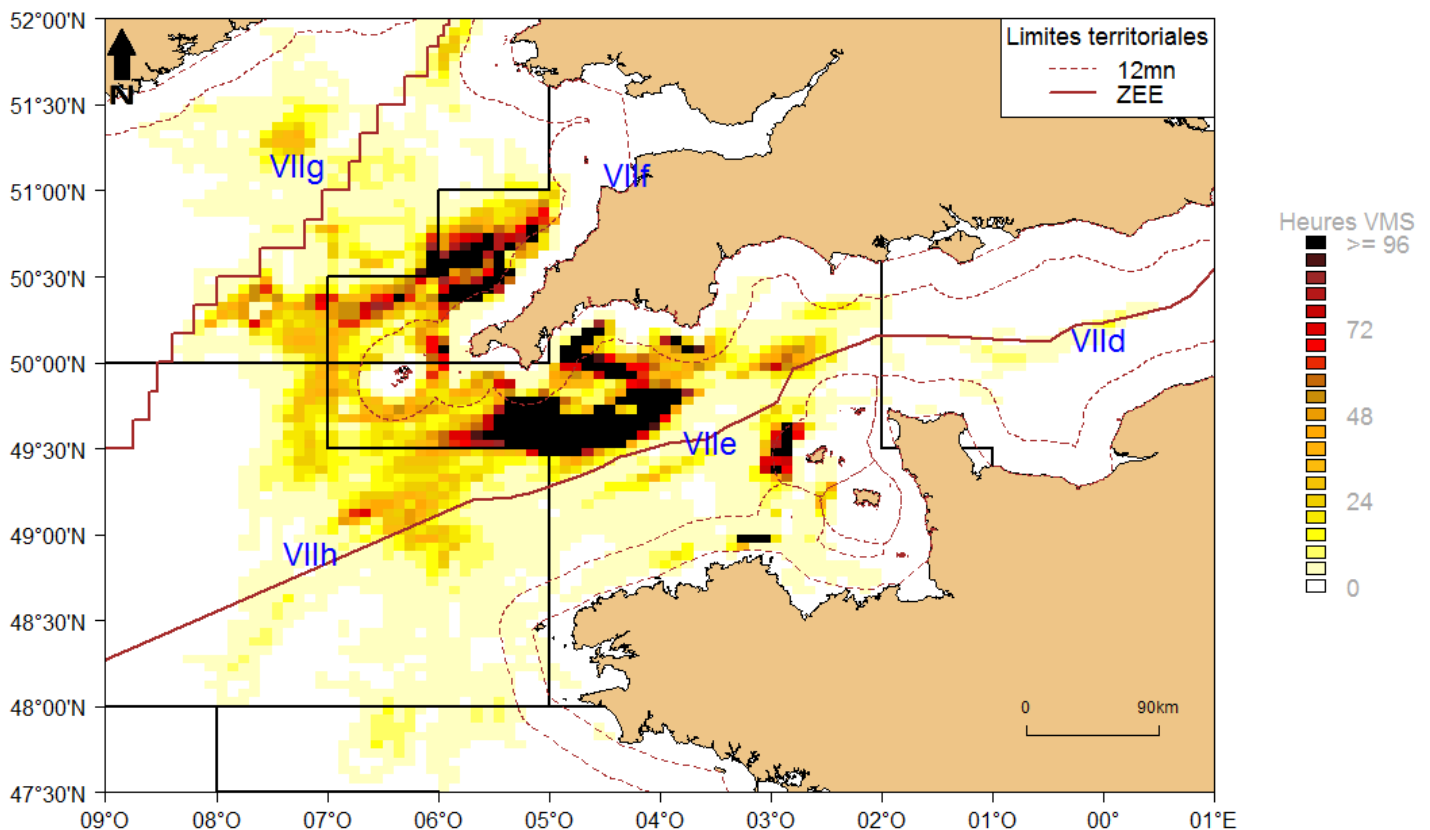 52°00'N
51°30'N
51°00'N
50°30'N
50°00'N
49°30'N
49°00'N
48°30'N
48°00'N
47°30'N
09°O 08°O 07°O 06°O 05°O 04°O 03°O 02°O 01°O 00° 01°E
N
VIIg
VIIf
VIId
VIIe
VIIh
Limites territoriales
12mn
ZEE
0 90km
Heures VMS
>= 96
72
48
24
0